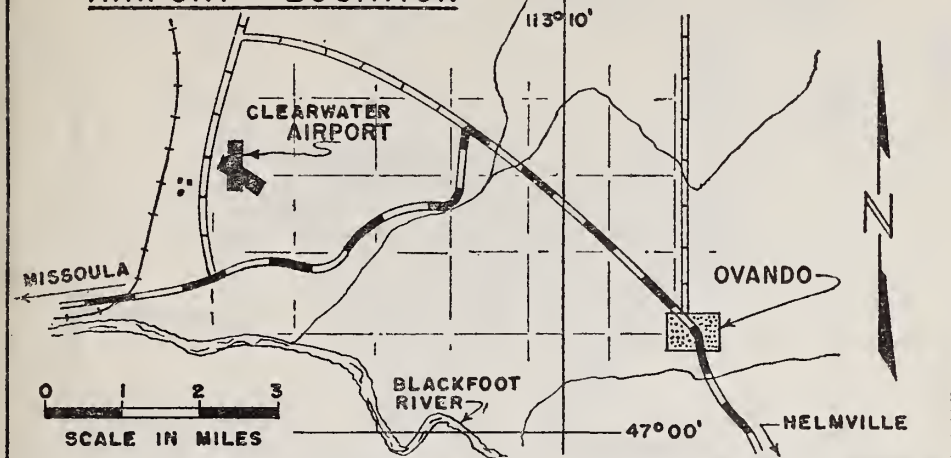 113°10'
CLEARWATER
AIRPORT
N
MISSOULA
OVANDO
0 1 2 3
SCALE IN MILES
BLACKFOOT
RIVER
47°00'
HELMVILLE